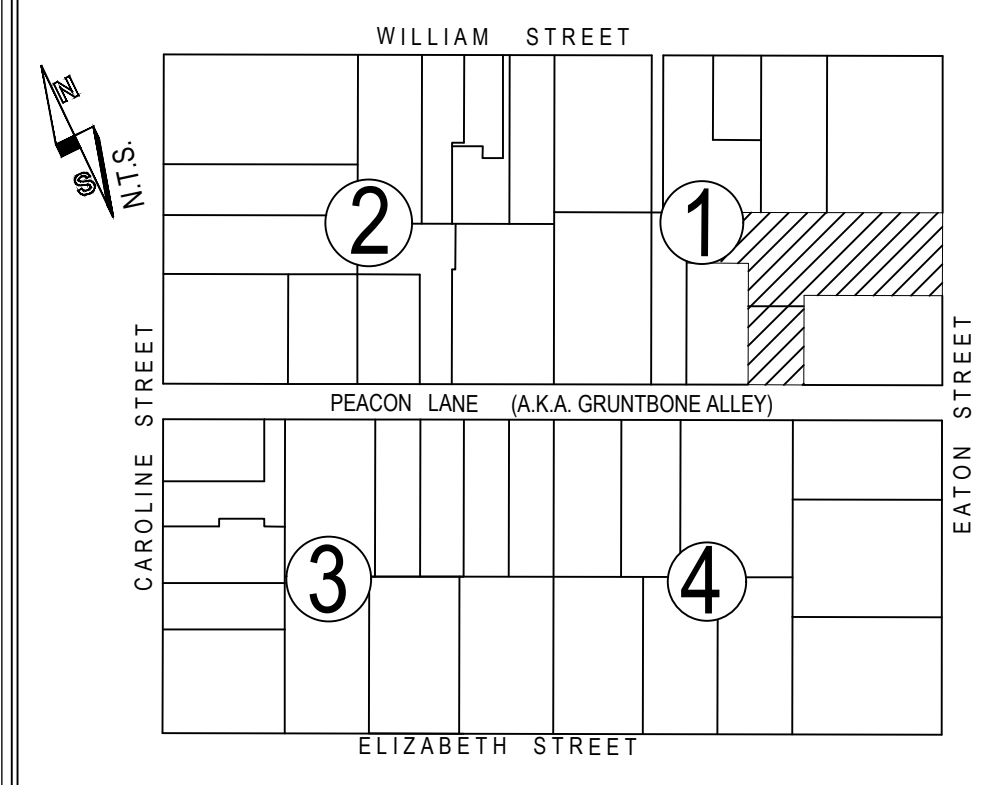 WILLIAM STREET
N
S
N.T.S.
2
1
CAROLINE STREET
PEACON LANE (A.K.A. GRUNTBONE ALLEY)
EATON STREET
3
4
ELIZABETH STREET